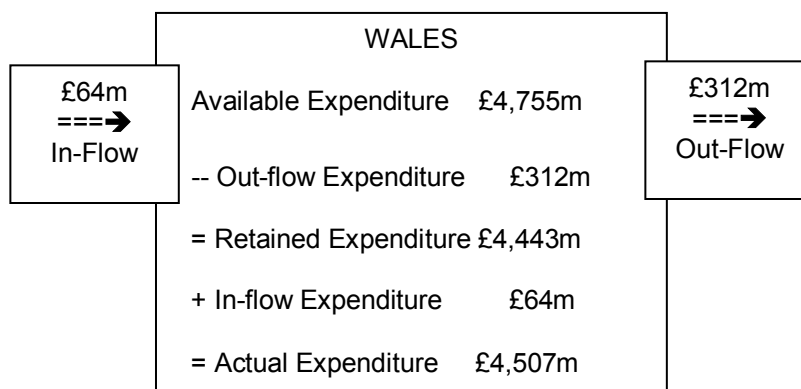 WALES
£64m
===➔
In-Flow
Available Expenditure £4,755m
-- Out-flow Expenditure £312m
= Retained Expenditure £4,443m
+ In-flow Expenditure £64m
= Actual Expenditure £4,507m
£312m
===➔
Out-Flow